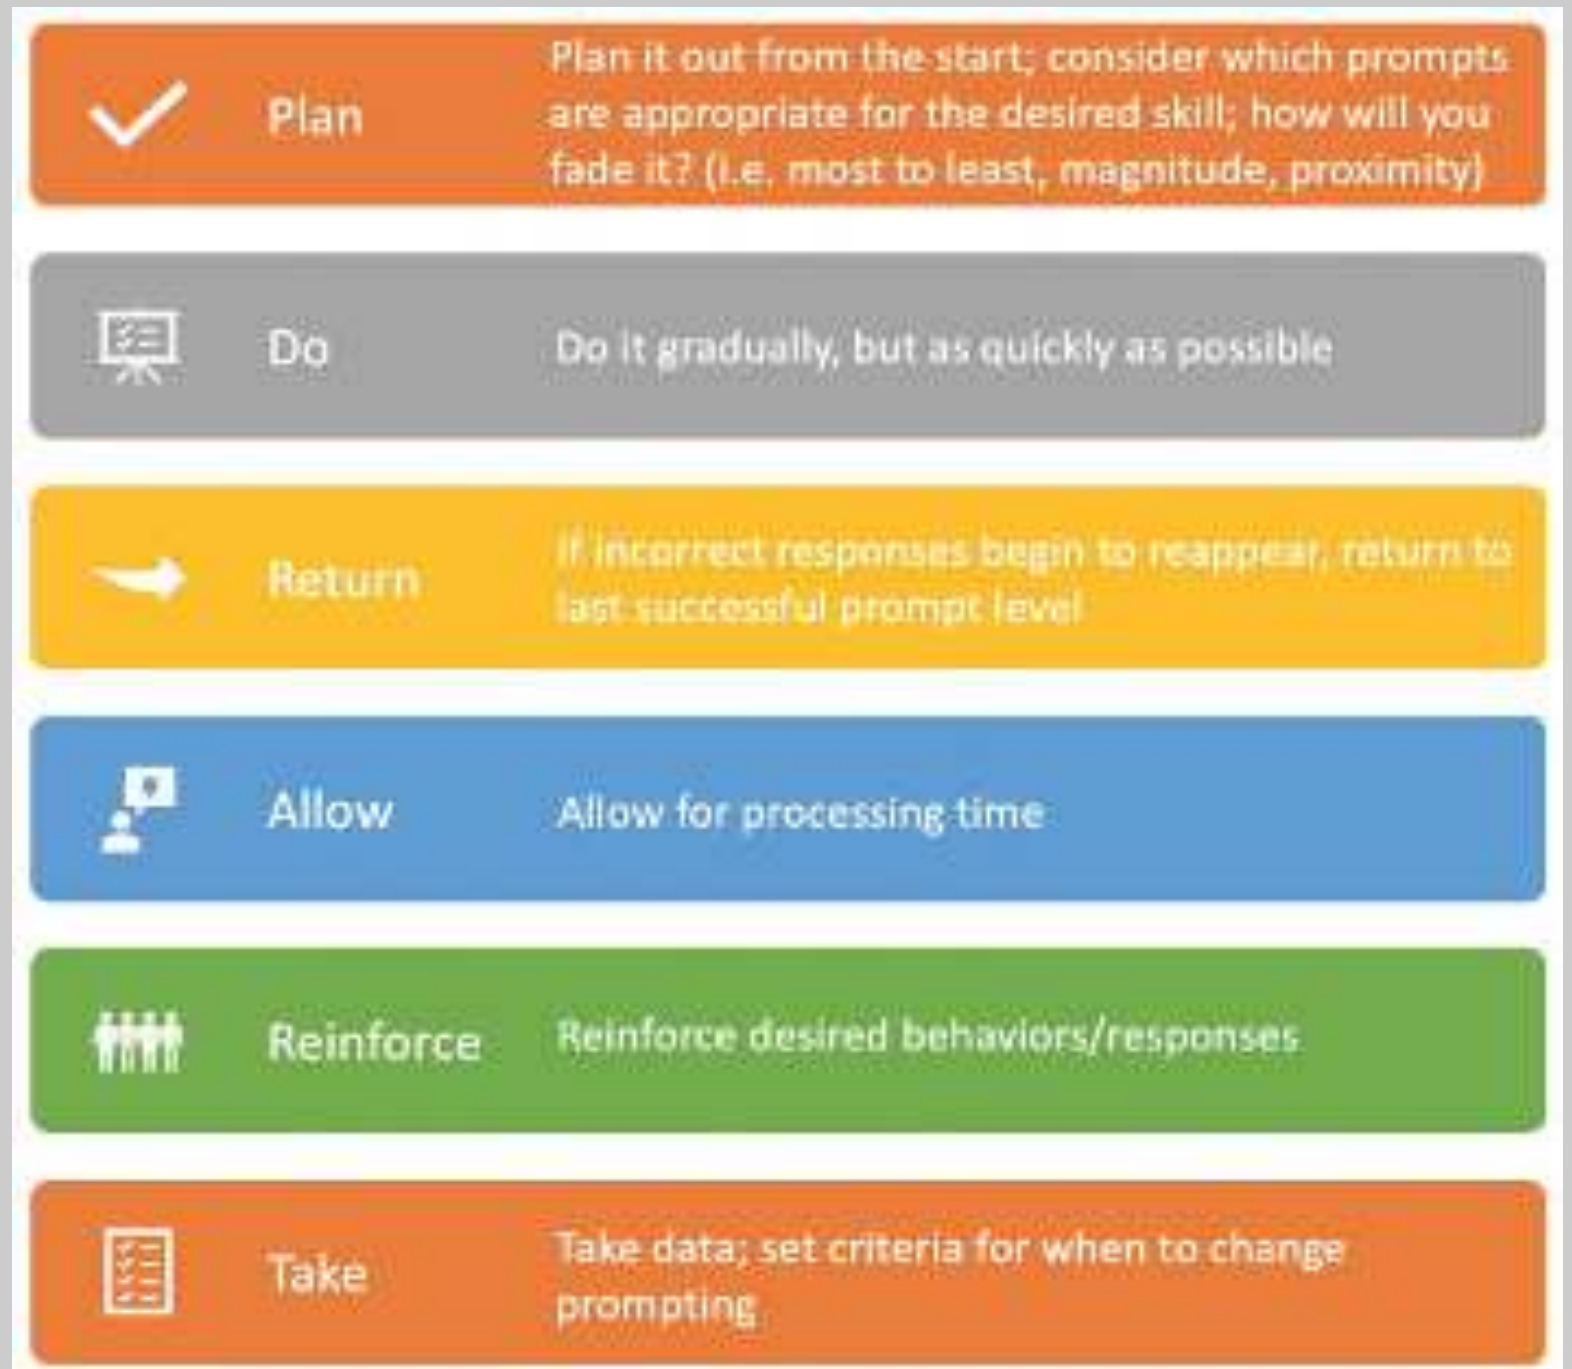 Plan
Plan it out from the start; consider which prompts
are appropriate for the desired skill; how will you
fade it? (i.e. most to least, magnitude, proximity)
Do
Do it gradually, but as quickly as possible
Return
If incorrect responses begin to reappear, return to
last successful prompt level
Allow
Allow for processing time
Reinforce
Reinforce desired behaviors/responses
Take
Take data; set criteria for when to change
prompting